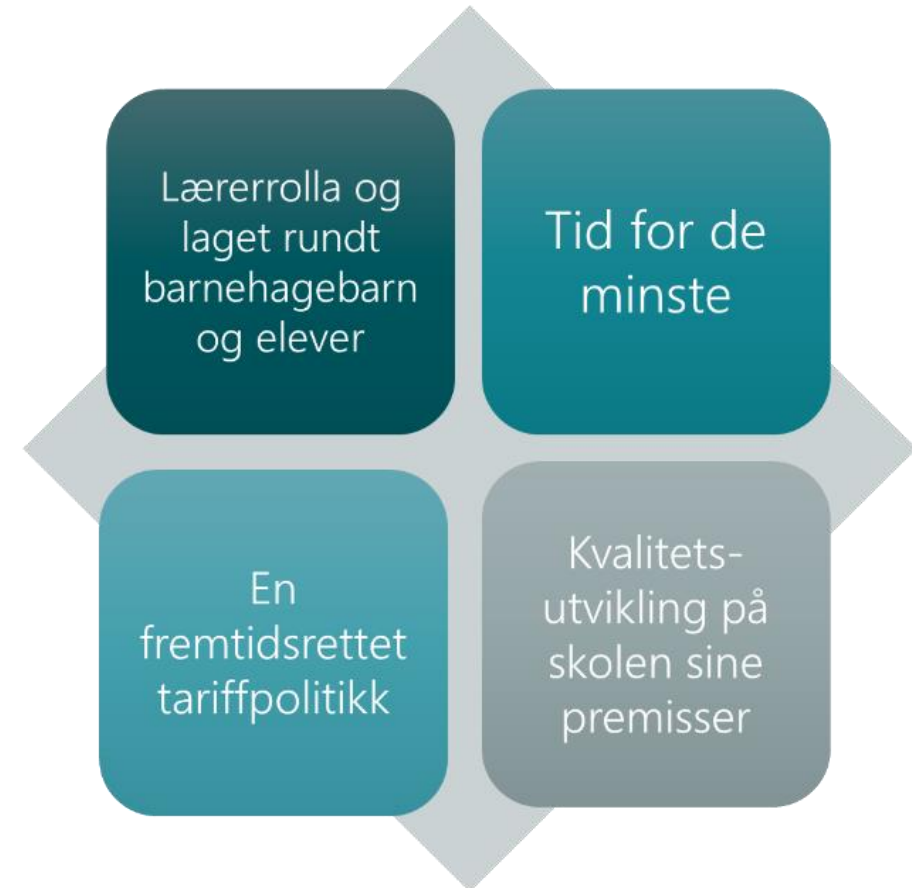 Lærerrolla og
laget rundt
barnehagebarn
og elever
Tid for de
minste
En
fremtidsrettet
tariffpolitikk
Kvalitets-
utvikling på
skolen sine
premisser